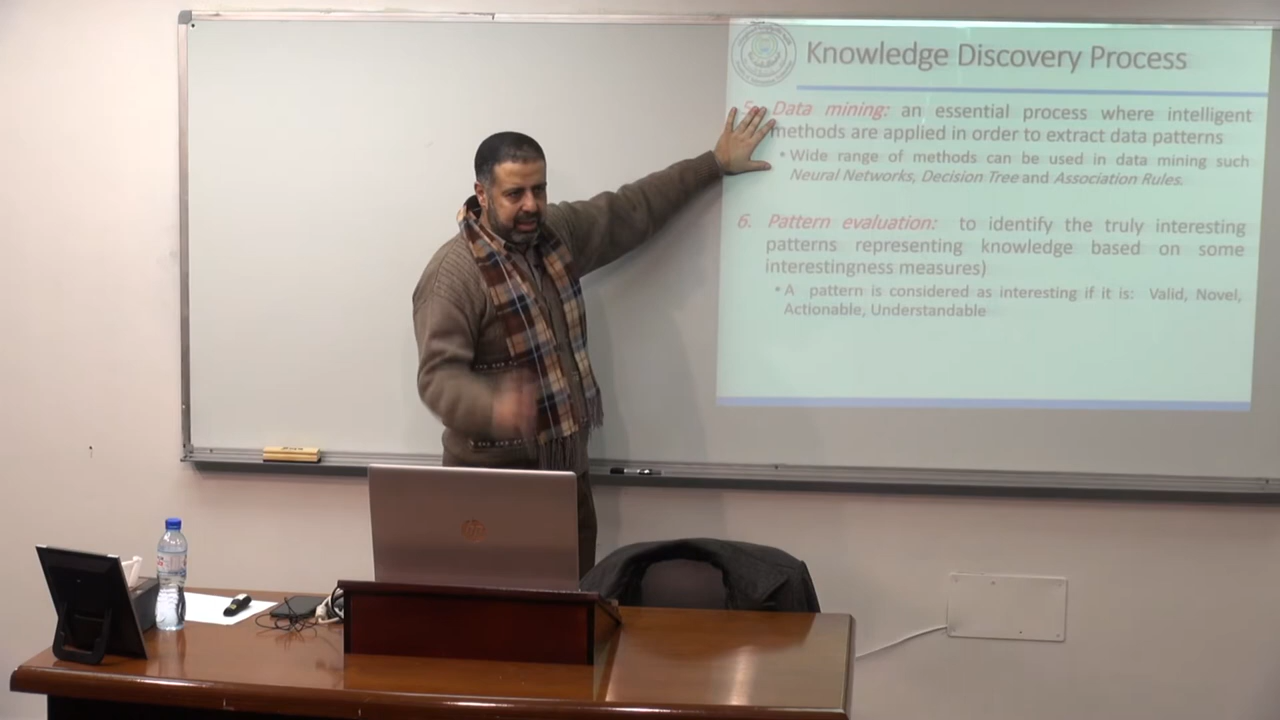 Knowledge Discovery Process
5. Data mining: an essential process where intelligent
methods are applied in order to extract data patterns
• Wide range of methods can be used in data mining such
Neural Networks, Decision Tree and Association Rules.
6. Pattern evaluation: to identify the truly interesting
patterns representing knowledge based on some
interestingness measures)
• A pattern is considered as interesting if it is: Valid, Novel,
Actionable, Understandable
hp